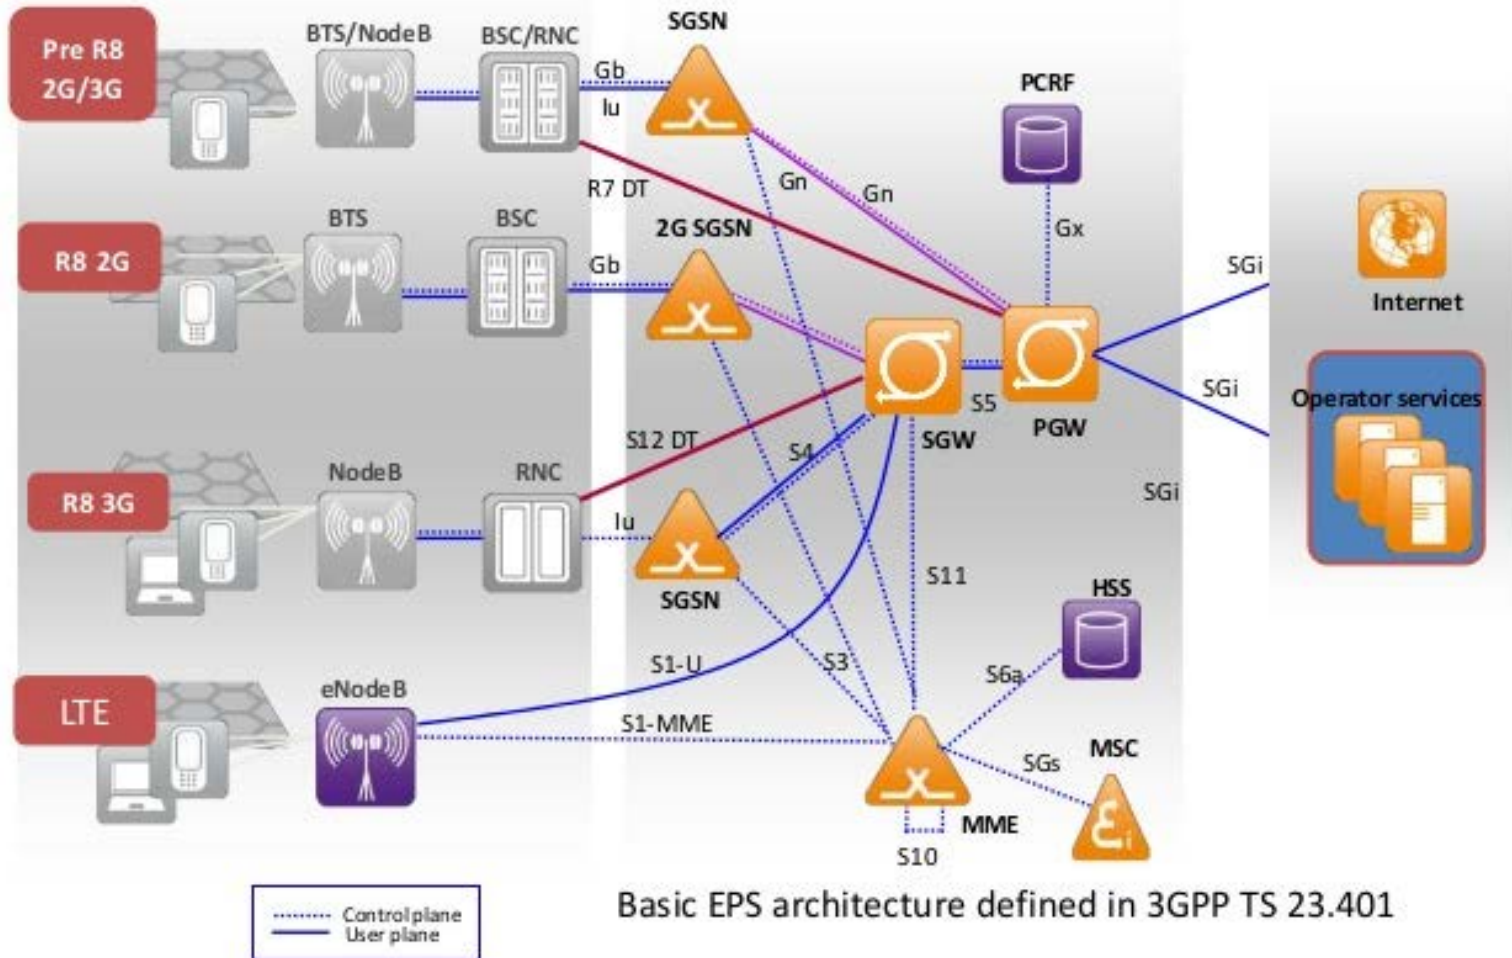 Pre R8
2G/3G
BTS/NodeB
BSC/RNC
Gb
Iu
SGSN
PCRF
R7 DT
Gn
Gn
Gx
R8 2G
BTS
BSC
Gb
2G SGSN
SGi
Internet
SGi
Operator services
S5
SGW
PGW
S12 DT
S4
SGi
R8 3G
NodeB
RNC
Iu
SGSN
S11
HSS
S1-U
S3
S6a
LTE
eNodeB
S1-MME
SGs
MSC
MME
S10
εi
Control plane
User plane
Basic EPS architecture defined in 3GPP TS 23.401